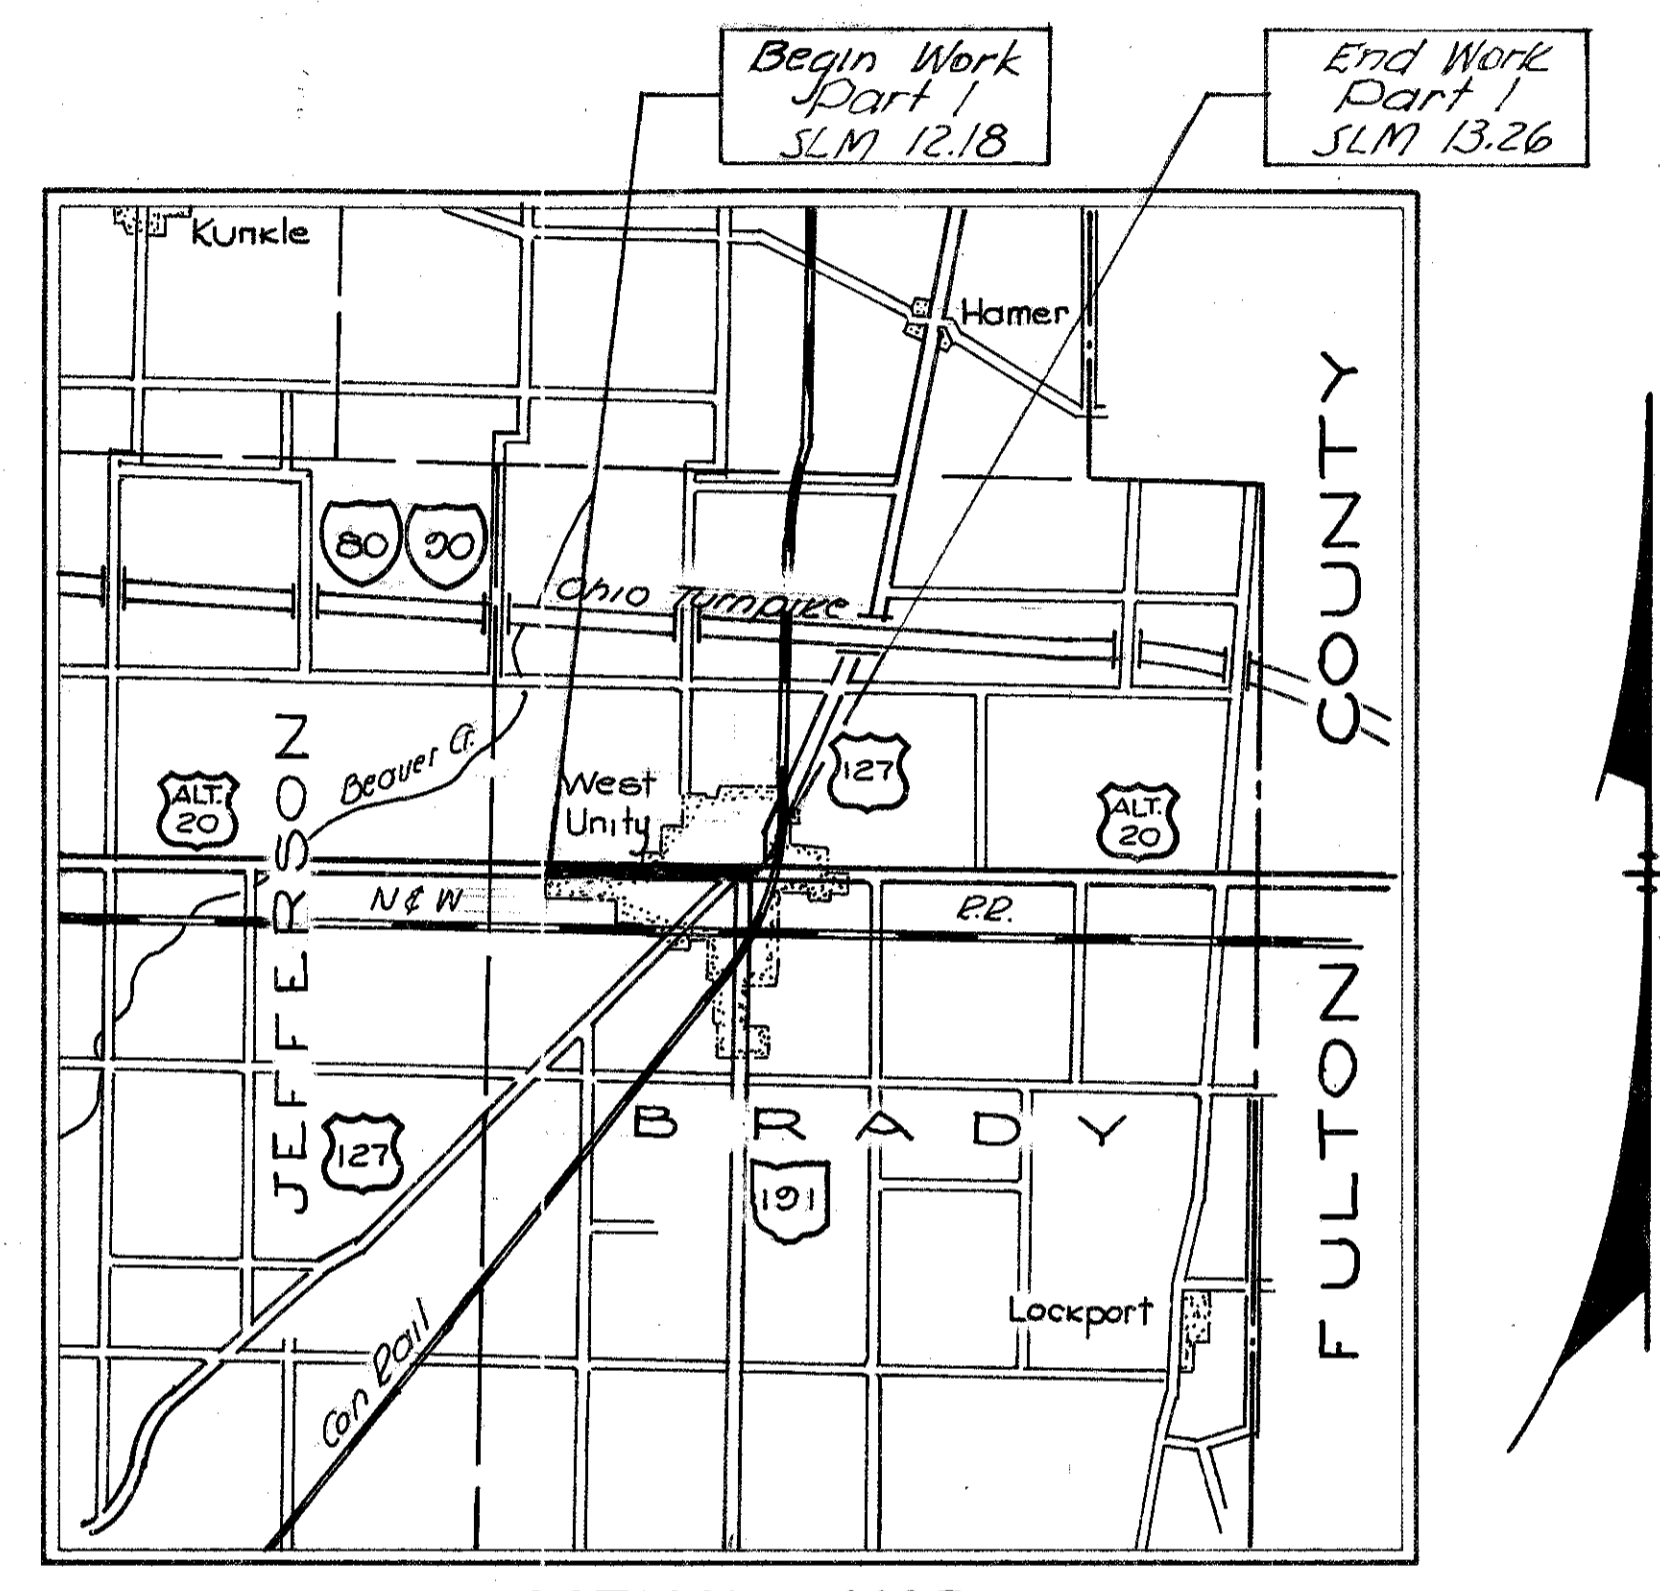 Begin Work
Part 1
SLM 12.18
End Work
Part 1
SLM 13.26
Kunkle
Hamer
80
90
Ohio Turnpike
COUNTY
JEFFERSON
Beaver Cr.
ALT.
20
West
Unity
127
ALT.
20
N & W
R.R.
FULTON
BRADY
127
191
Lockport
Con Rail